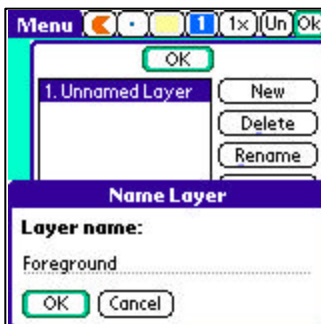 Menu 1 1x Un Ok
OK
1. Unnamed Layer New
Delete
Rename
Name Layer
Layer name:
Foreground
OK Cancel